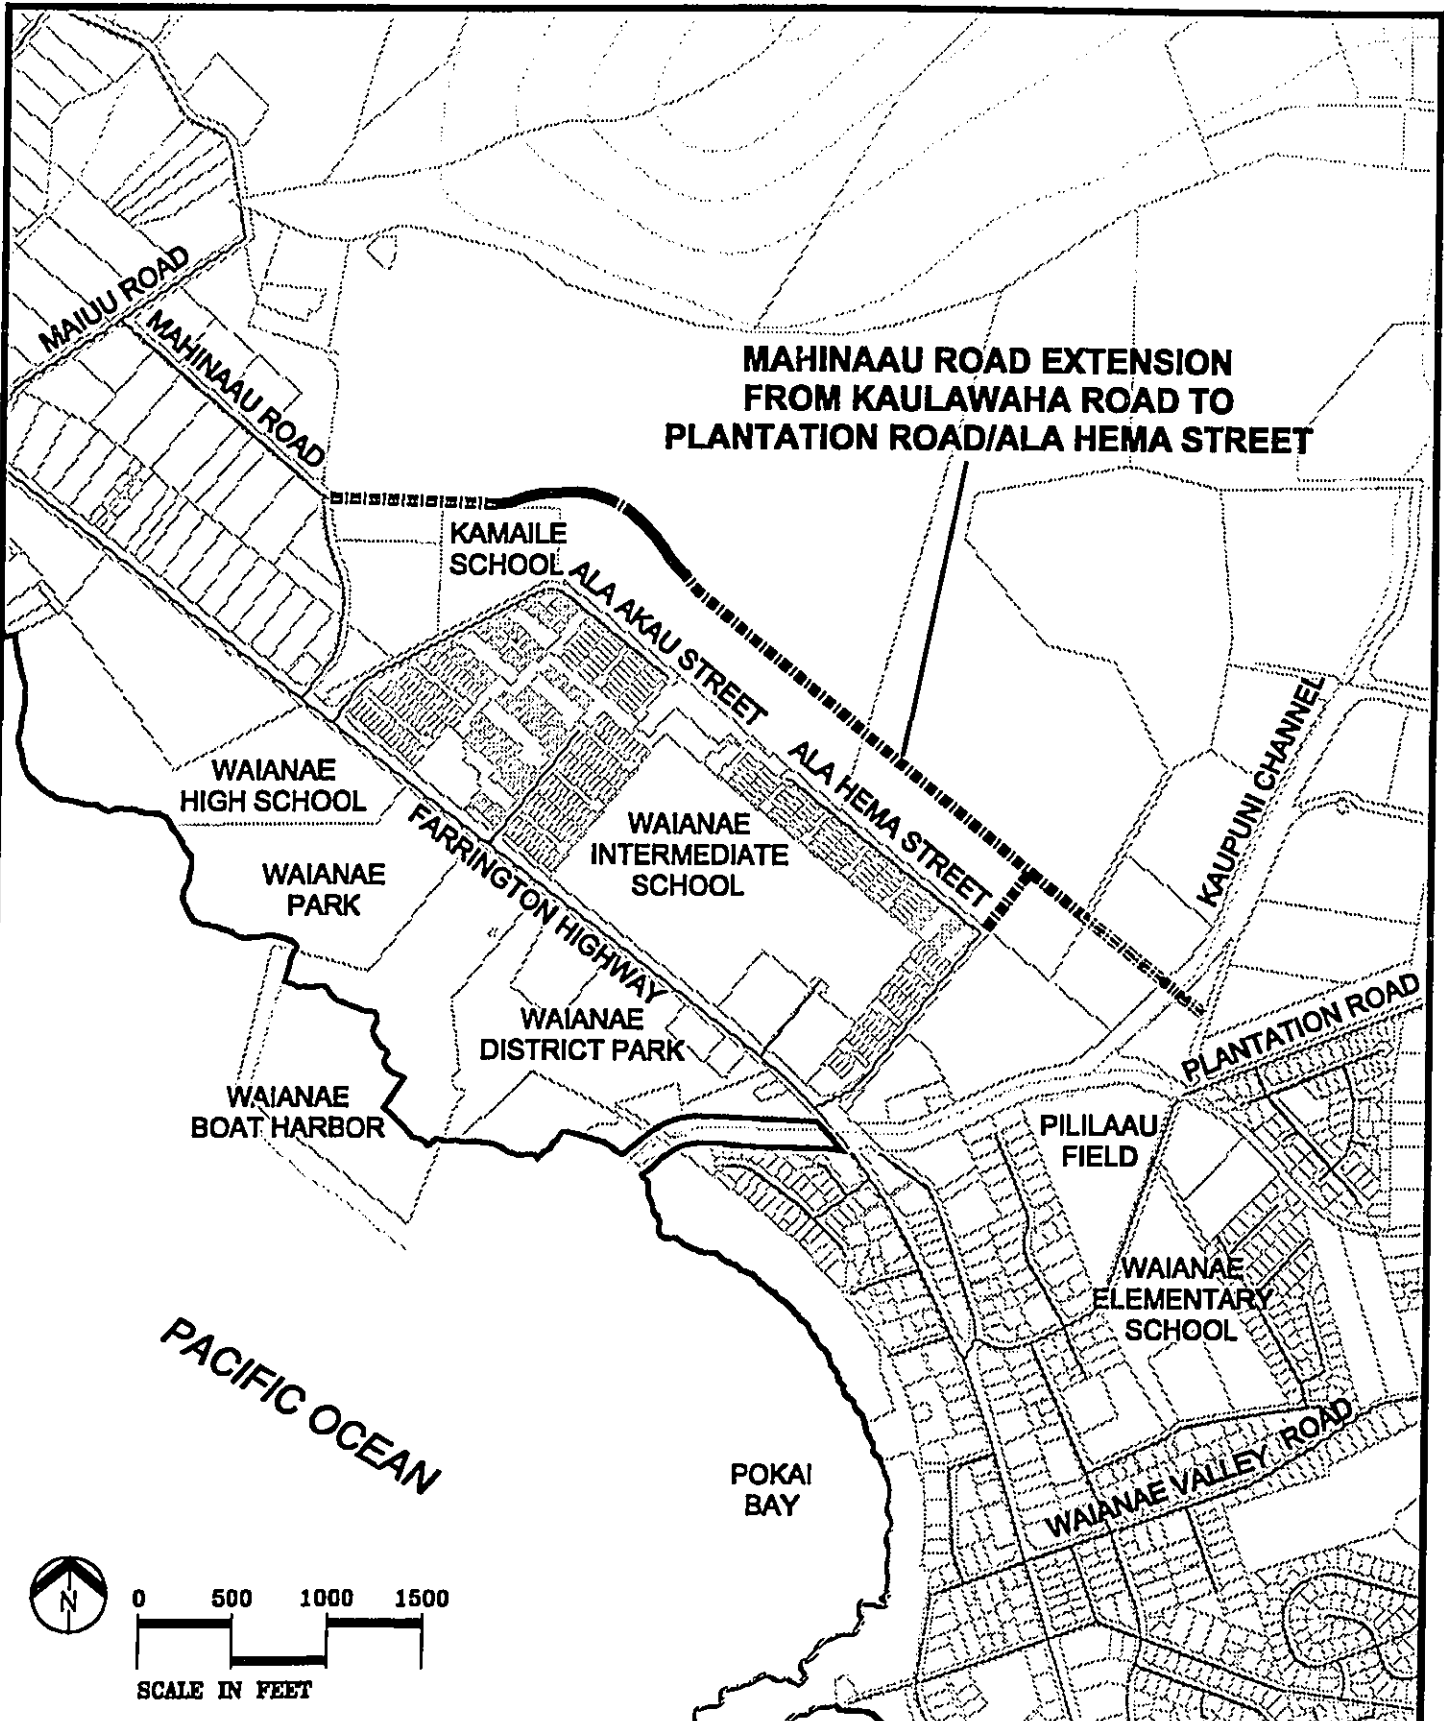 MAIUU ROAD
MAHINAAU ROAD
MAHINAAU ROAD EXTENSION
FROM KAULAWAHA ROAD TO
PLANTATION ROAD/ALA HEMA STREET
KAMAILE
SCHOOL
ALA AKAU STREET
ALA HEMA STREET
KAUPUNI CHANNEL
WAIANAE
HIGH SCHOOL
WAIANAE
INTERMEDIATE
SCHOOL
FARRINGTON HIGHWAY
WAIANAE
PARK
WAIANAE
DISTRICT PARK
PLANTATION ROAD
WAIANAE
BOAT HARBOR
PILILAAU
FIELD
WAIANAE
ELEMENTARY
SCHOOL
PACIFIC OCEAN
POKAI
BAY
WAIANAE VALLEY ROAD
N
0 500 1000 1500
SCALE IN FEET